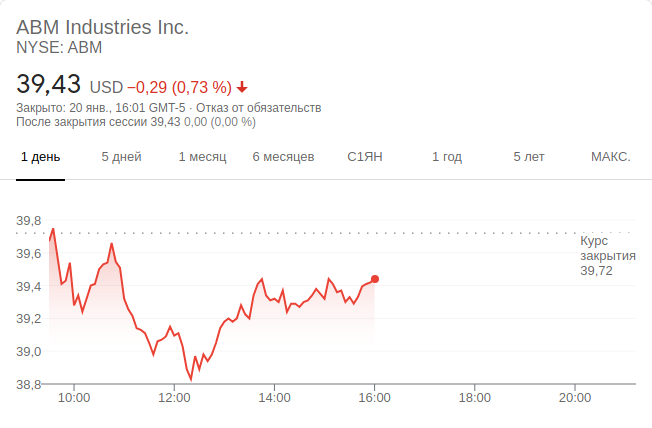 ABM Industries Inc.
NYSE: ABM
39,43 USD −0,29 (0,73 %)
Закрыто: 20 янв., 16:01 GMT-5 · Отказ от обязательств
После закрытия сессии 39,43 0,00 (0,00 %)
1 день 5 дней 1 месяц 6 месяцев С1ЯН 1 год 5 лет МАКС.
39,8
Курс
39,6
закрытия
39,72
39,4
39,2
39,0
38,8
10:00 12:00 14:00 16:00 18:00 20:00